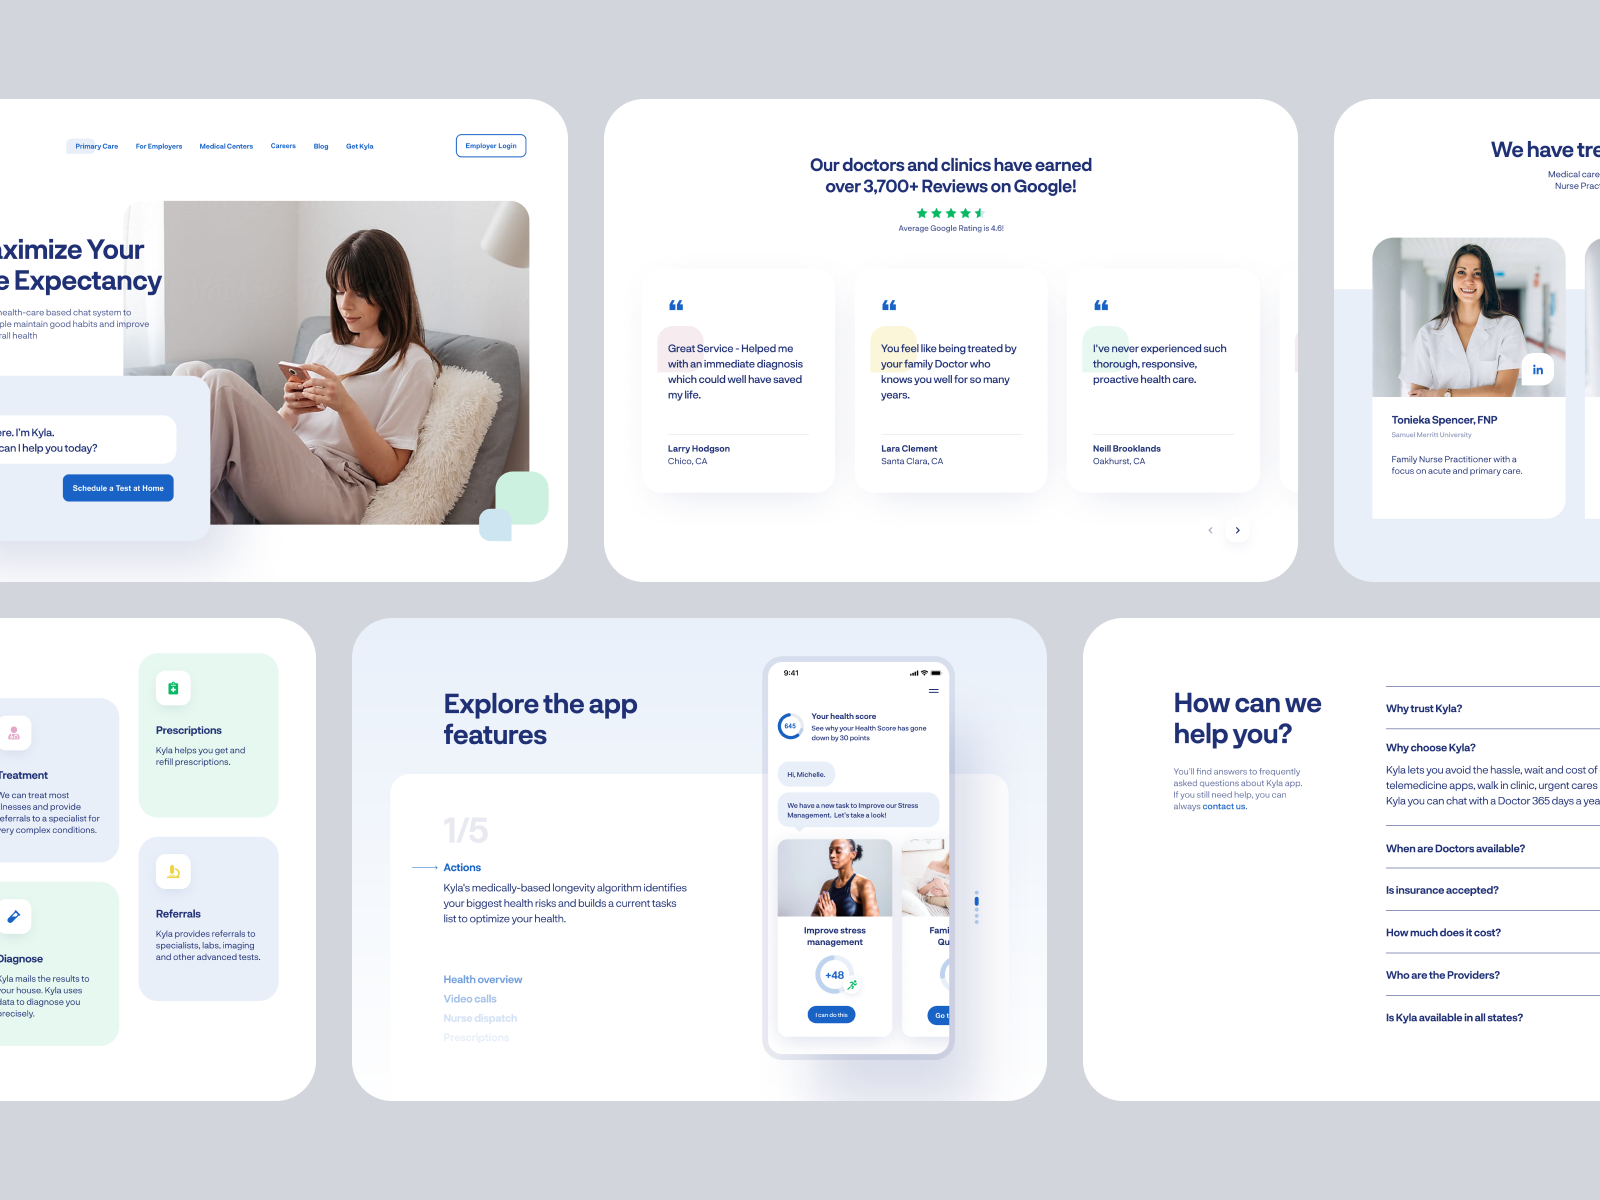 Primary Care
For Employers
Medical Centers
Careers
Blog
Get Kyla
Employer Login
aximize Your
e Expectancy
health-care based chat system to
ple maintain good habits and improve
rall health
ere. I'm Kyla.
can I help you today?
Schedule a Test at Home
Our doctors and clinics have earned
over 3,700+ Reviews on Google!
Average Google Rating is 4.6!
Great Service - Helped me
with an immediate diagnosis
which could well have saved
my life.
Larry Hodgson
Chico, CA
You feel like being treated by
your family Doctor who
knows you well for so many
years.
Lara Clement
Santa Clara, CA
I've never experienced such
thorough, responsive,
proactive health care.
Neill Brooklands
Oakhurst, CA
We have tre
Medical care
Nurse Prac
in
Tonieka Spencer, FNP
Samuel Merritt University
Family Nurse Practitioner with a
focus on acute and primary care.
Treatment
We can treat most
illnesses and provide
referrals to a specialist for
very complex conditions.
Diagnose
Kyla mails the results to
your house. Kyla uses
data to diagnose you
precisely.
Prescriptions
Kyla helps you get and
refill prescriptions.
Referrals
Kyla provides referrals to
specialists, labs, imaging
and other advanced tests.
Explore the app
features
1/5
Actions
Kyla's medically-based longevity algorithm identifies
your biggest health risks and builds a current tasks
list to optimize your health.
Health overview
Video calls
Nurse dispatch
Prescriptions
9:41
645
Your health score
See why your Health Score has gone
down by 30 points
Hi, Michelle.
We have a new task to Improve our Stress
Management. Let's take a look!
Improve stress
management
+48
I can do this
Fami
Qu
Go t
How can we
help you?
You'll find answers to frequently
asked questions about Kyla app.
If you still need help, you can
always contact us.
Why trust Kyla?
Why choose Kyla?
Kyla lets you avoid the hassle, wait and cost of
telemedicine apps, walk in clinic, urgent cares
Kyla you can chat with a Doctor 365 days a yea
When are Doctors available?
Is insurance accepted?
How much does it cost?
Who are the Providers?
Is Kyla available in all states?